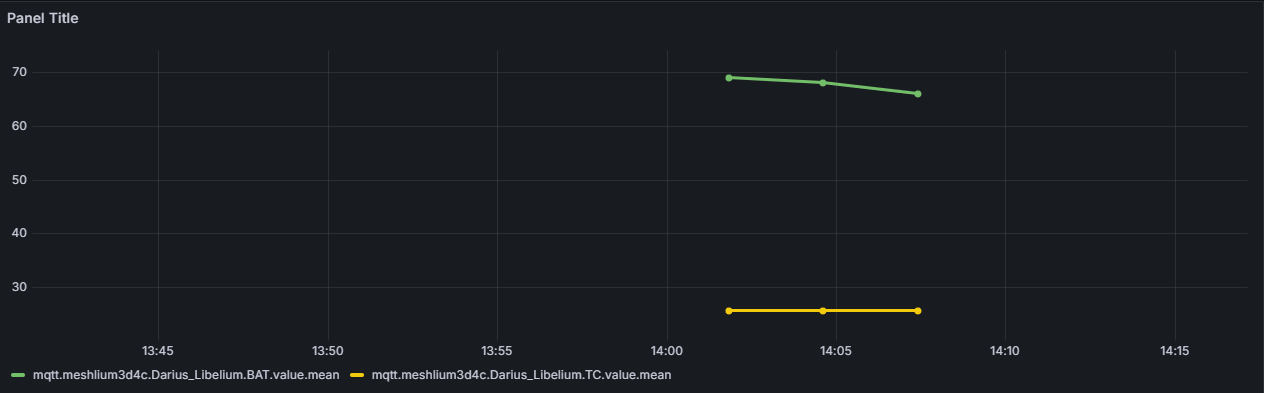 Panel Title
70
60
50
40
30
13:45 13:50 13:55 14:00 14:05 14:10 14:15
mqtt.meshlium3d4c.Darius_Libelium.BAT.value.mean mqtt.meshlium3d4c.Darius_Libelium.TC.value.mean